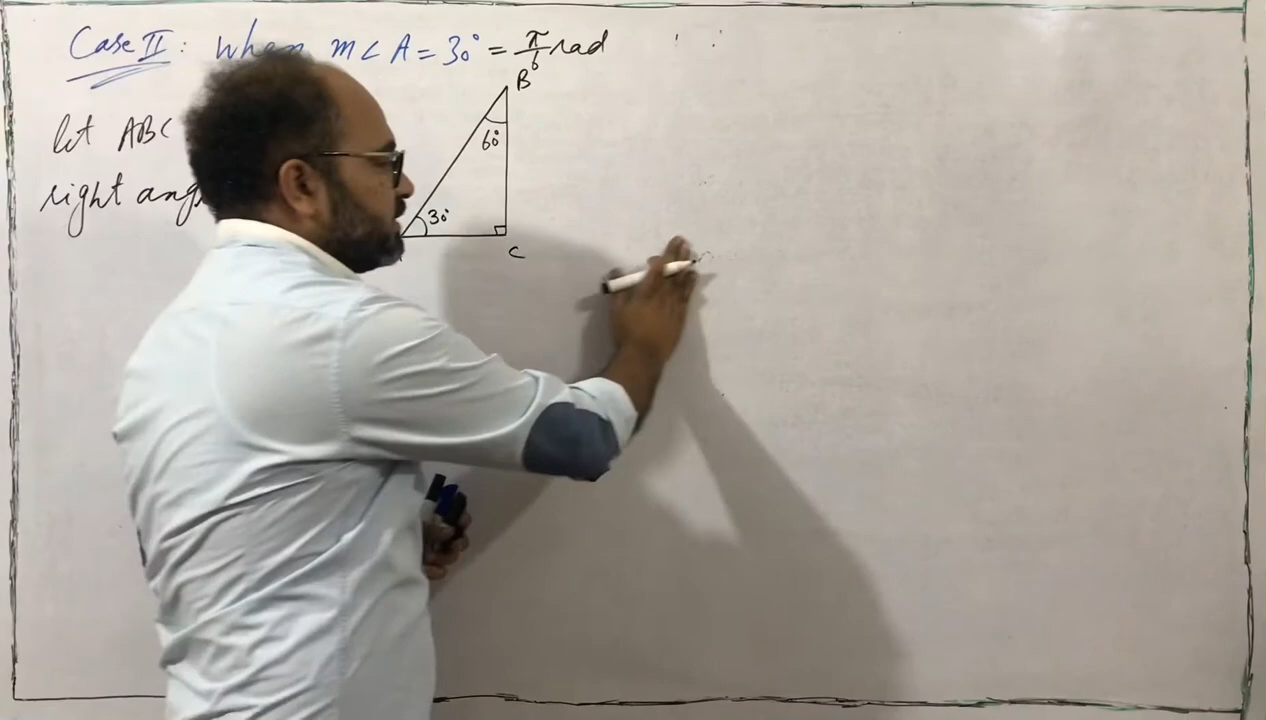 Case II: When m∠A = 30° = π/6 rad
B
let ABC
60°
right ang
30°
C